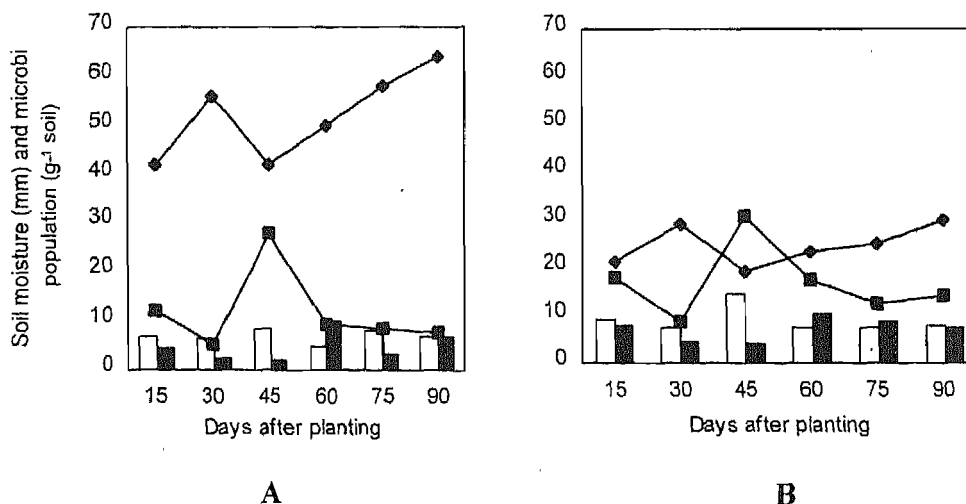 Soil moisture (mm) and microbi
population (g⁻¹ soil)
70
60
50
40
30
20
10
0
15 30 45 60 75 90
Days after planting
A
70
60
50
40
30
20
10
0
15 30 45 60 75 90
Days after planting
B